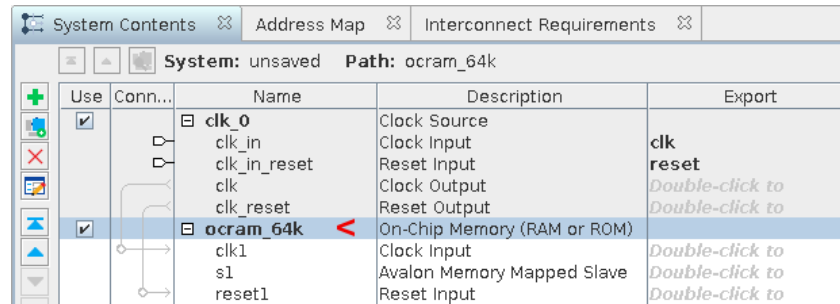 System Contents Address Map Interconnect Requirements
System: unsaved Path: ocram_64k
Use Conn... Name Description Export
clk_0 Clock Source
clk_in Clock Input clk
clk_in_reset Reset Input reset
clk Clock Output Double-click to
clk_reset Reset Output Double-click to
ocram_64k < On-Chip Memory (RAM or ROM)
clk1 Clock Input Double-click to
s1 Avalon Memory Mapped Slave Double-click to
reset1 Reset Input Double-click to